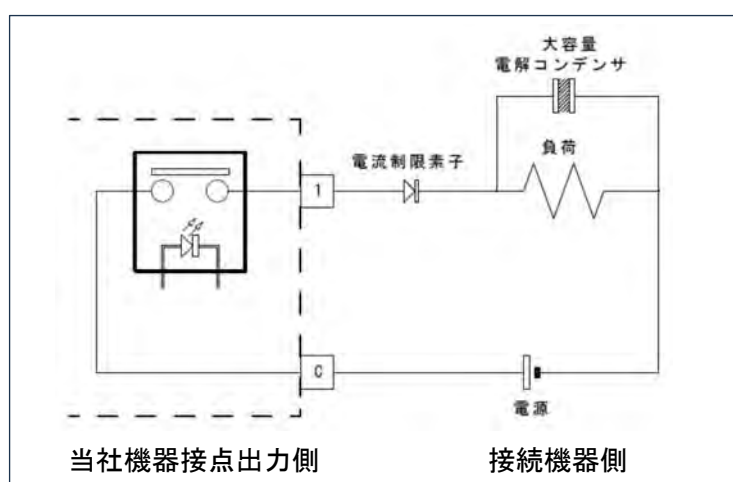 大容量
電解コンデンサ
電流制限素子
負荷
1
C
電源
当社機器接点出力側
接続機器側